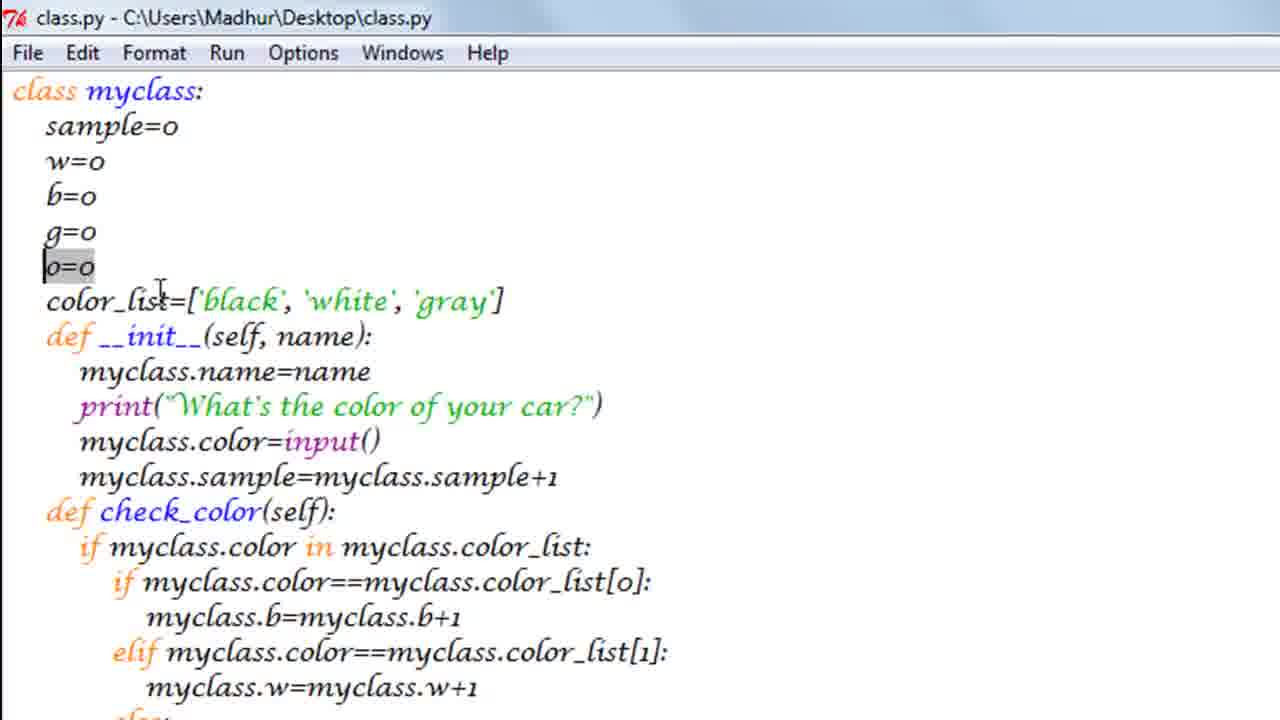 class.py - C:\Users\Madhur\Desktop\class.py
File Edit Format Run Options Windows Help
class myclass:
    sample=0
    w=0
    b=0
    g=0
    o=0
    color_list=['black', 'white', 'gray']
    def __init__(self, name):
        myclass.name=name
        print("What's the color of your car?")
        myclass.color=input()
        myclass.sample=myclass.sample+1
    def check_color(self):
        if myclass.color in myclass.color_list:
            if myclass.color==myclass.color_list[0]:
                myclass.b=myclass.b+1
            elif myclass.color==myclass.color_list[1]:
                myclass.w=myclass.w+1
            else: